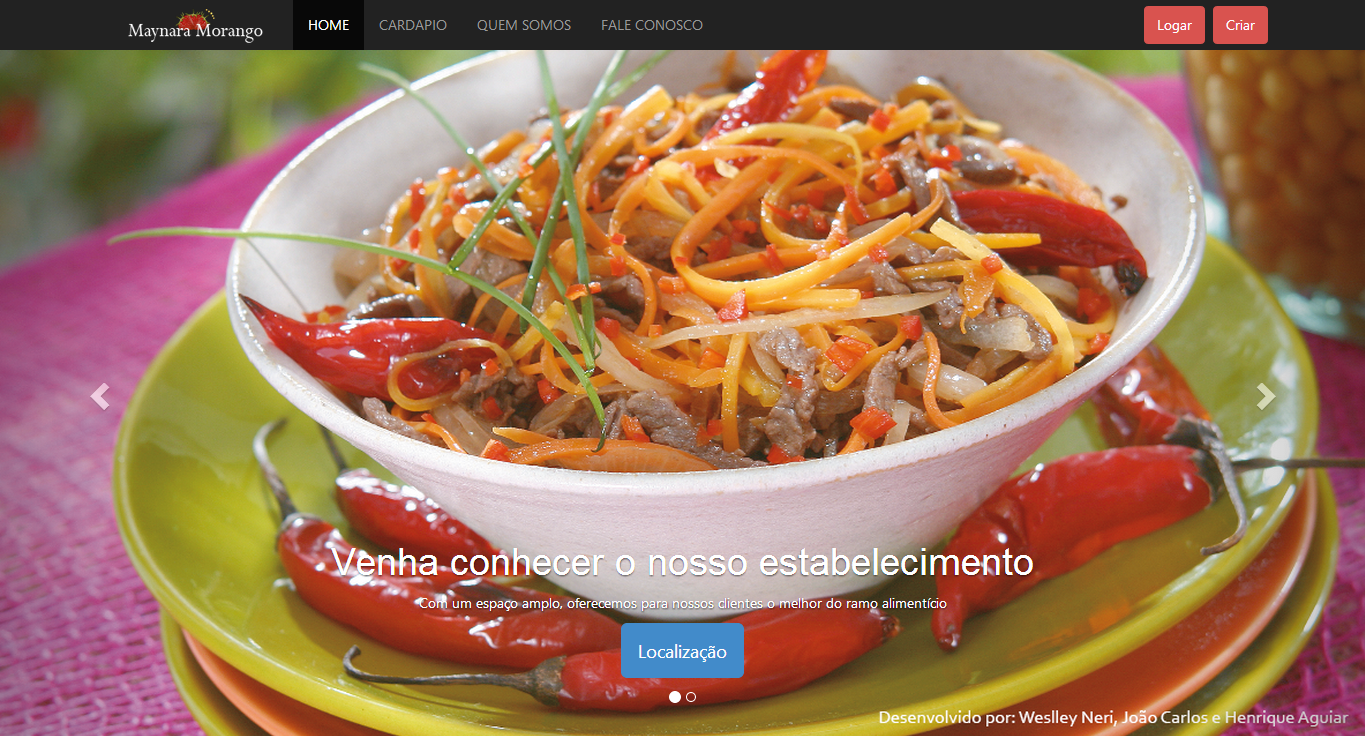 Maynara Morango
HOME
CARDAPIO
QUEM SOMOS
FALE CONOSCO
Logar
Criar
Venha conhecer o nosso estabelecimento
Com um espaço amplo, oferecemos para nossos clientes o melhor do ramo alimentício
Localização
Desenvolvido por: Weslley Neri, João Carlos e Henrique Aguiar